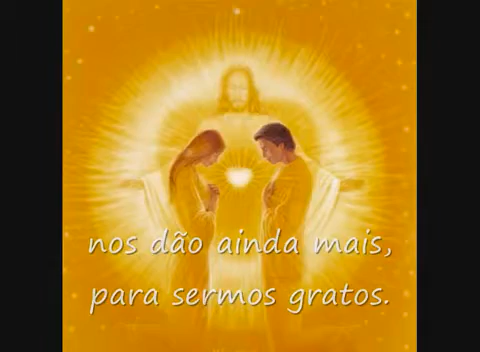 nos dão ainda mais,
para sermos gratos.